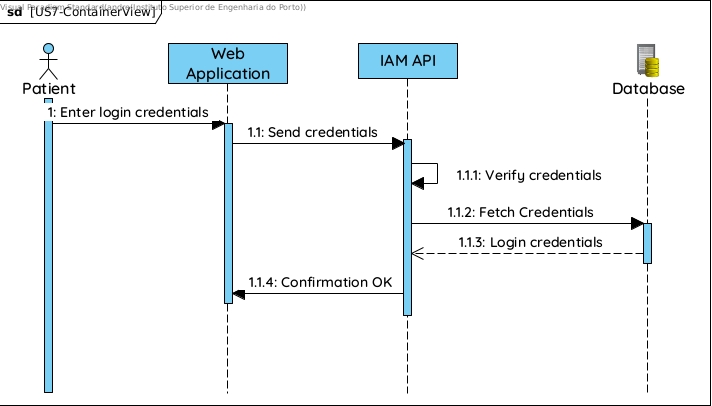 Visual Paradigm Standard(Iandre(Instituto Superior de Engenharia do Porto))
sd [US7-ContainerView]
Web
Application
IAM API
Patient
Database
1: Enter login credentials
1.1: Send credentials
1.1.1: Verify credentials
1.1.2: Fetch Credentials
1.1.3: Login credentials
1.1.4: Confirmation OK